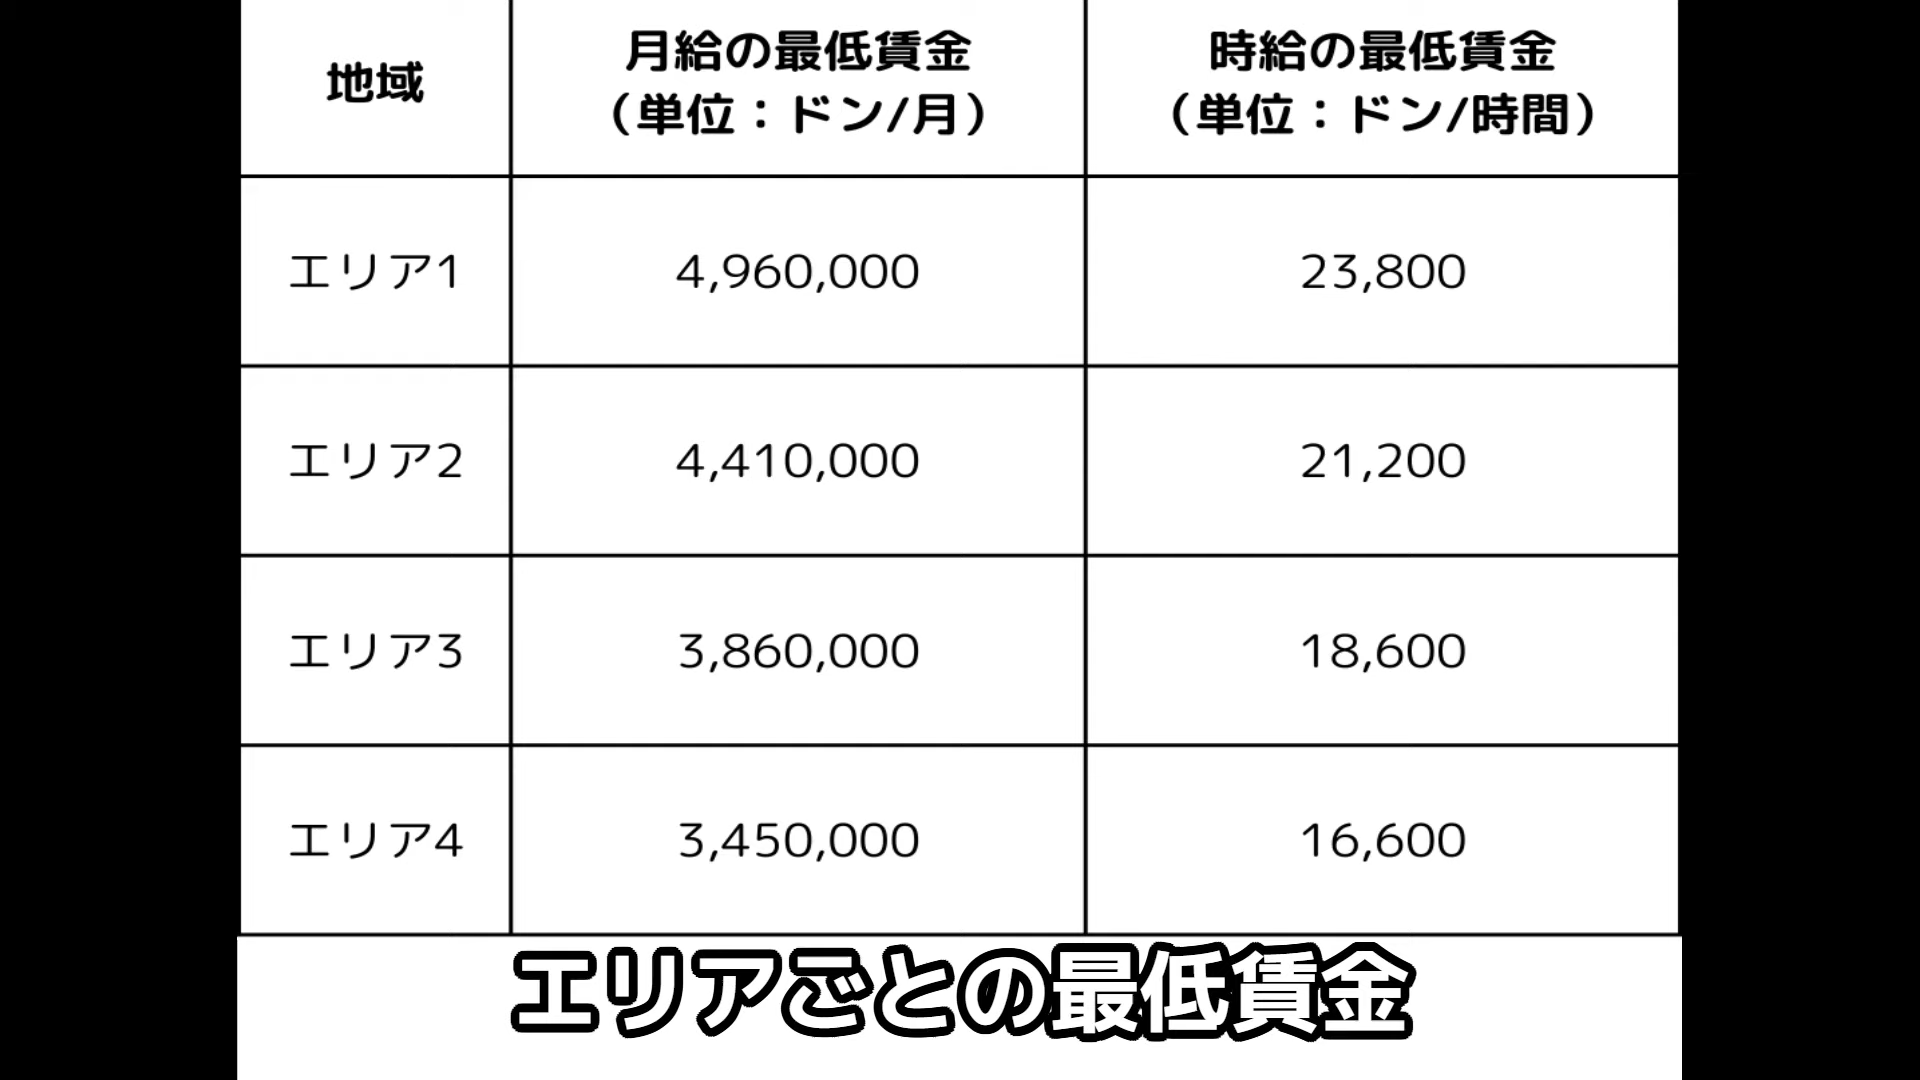 地域
月給の最低賃金
（単位：ドン/月）
時給の最低賃金
（単位：ドン/時間）
エリア1 4,960,000 23,800
エリア2 4,410,000 21,200
エリア3 3,860,000 18,600
エリア4 3,450,000 16,600
エリアごとの最低賃金